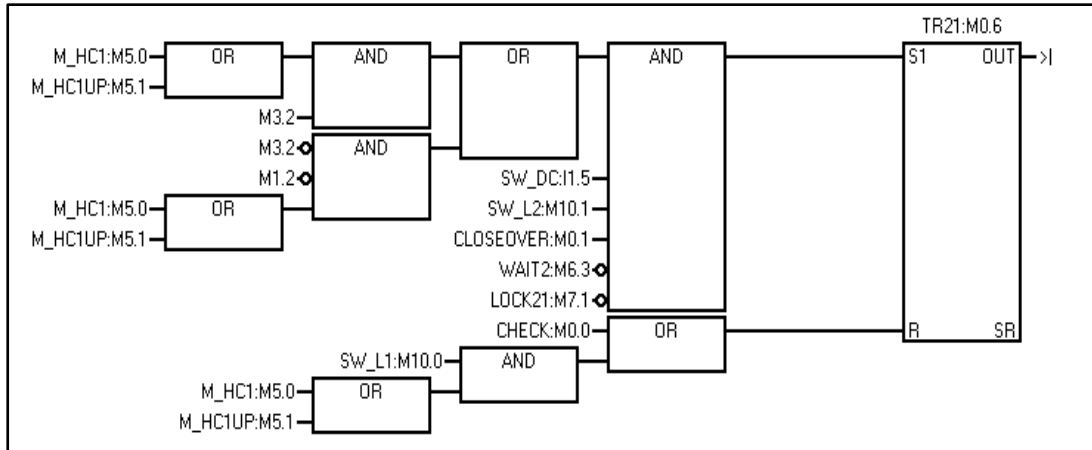 TR21:M0.6
M_HC1:M5.0 OR AND OR AND S1 OUT
M_HC1UP:M5.1
M3.2
M3.2 AND
M1.2
SW_DC:I1.5
M_HC1:M5.0 OR SW_L2:M10.1
M_HC1UP:M5.1 CLOSEOVER:M0.1
WAIT2:M6.3
LOCK21:M7.1
CHECK:M0.0 OR R SR
SW_L1:M10.0 AND
M_HC1:M5.0 OR
M_HC1UP:M5.1